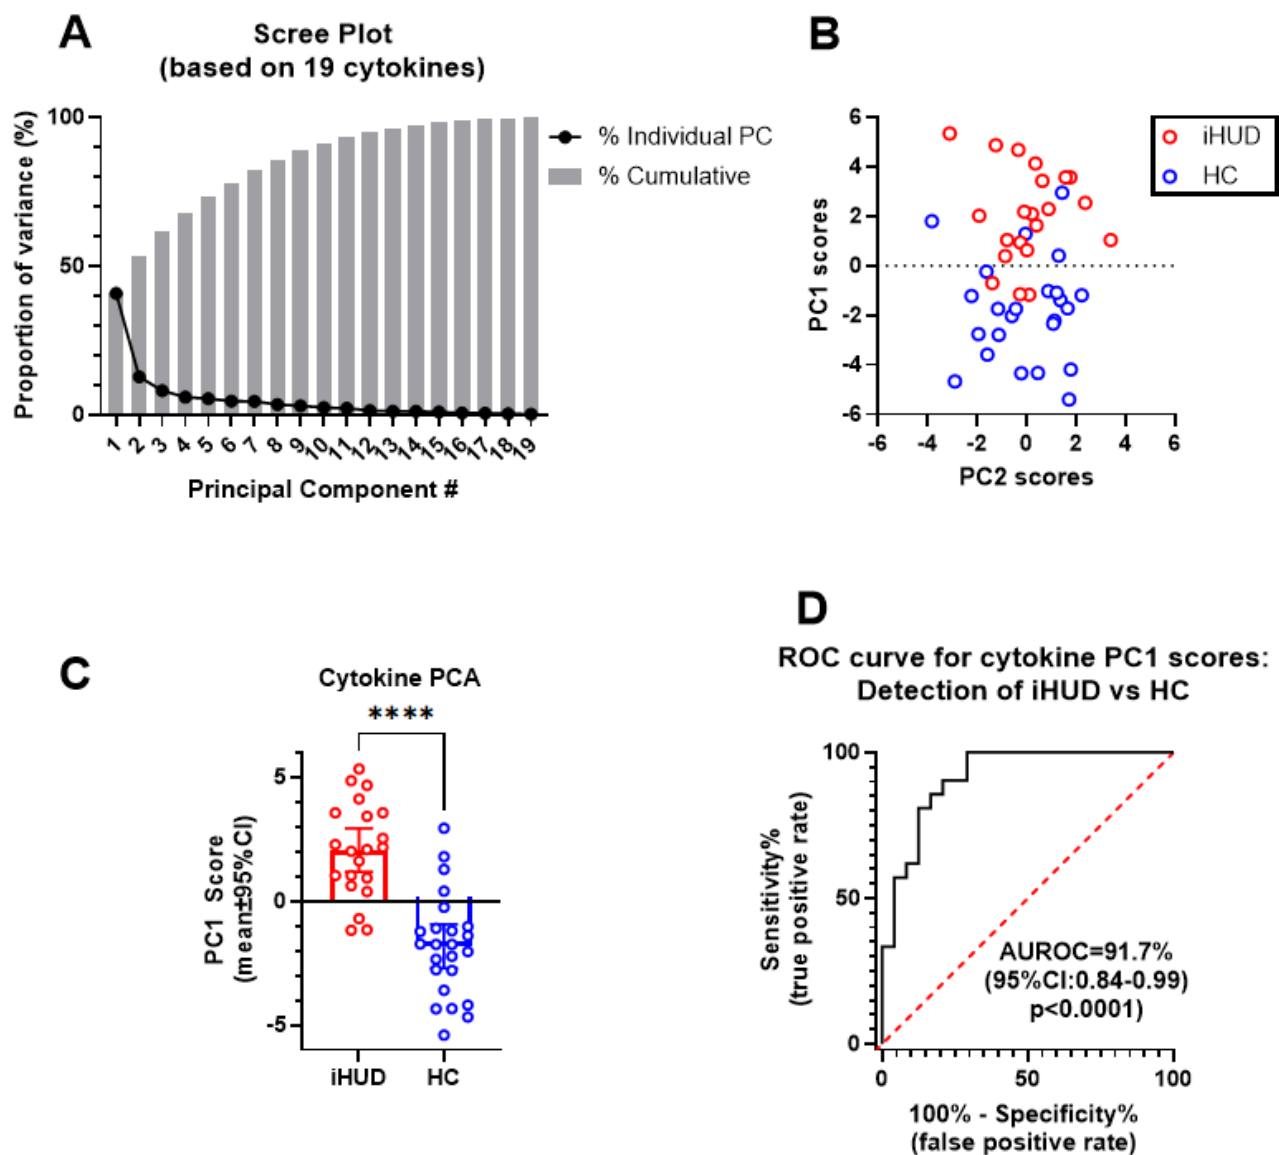 A
Scree Plot
(based on 19 cytokines)
Proportion of variance (%)
100
50
0
% Individual PC
% Cumulative
1 2 3 4 5 6 7 8 9 10 11 12 13 14 15 16 17 18 19
Principal Component #
B
PC1 scores
6
4
2
0
-2
-4
-6
-6 -4 -2 0 2 4 6
PC2 scores
iHUD
HC
C
Cytokine PCA
****
PC1 Score
(mean±95%CI)
5
0
-5
iHUD HC
D
ROC curve for cytokine PC1 scores:
Detection of iHUD vs HC
Sensitivity%
(true positive rate)
100
50
0
AUROC=91.7%
(95%CI:0.84-0.99)
p<0.0001)
0 50 100
100% - Specificity%
(false positive rate)